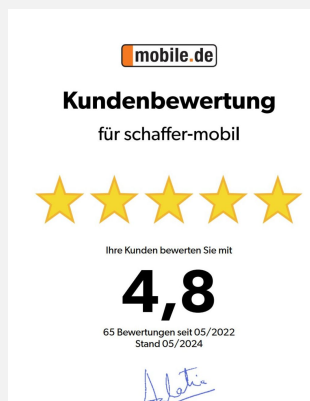 mobile.de
Kundenbewertung
für schaffer-mobil
Ihre Kunden bewerten Sie mit
4,8
65 Bewertungen seit 05/2022
Stand 05/2024